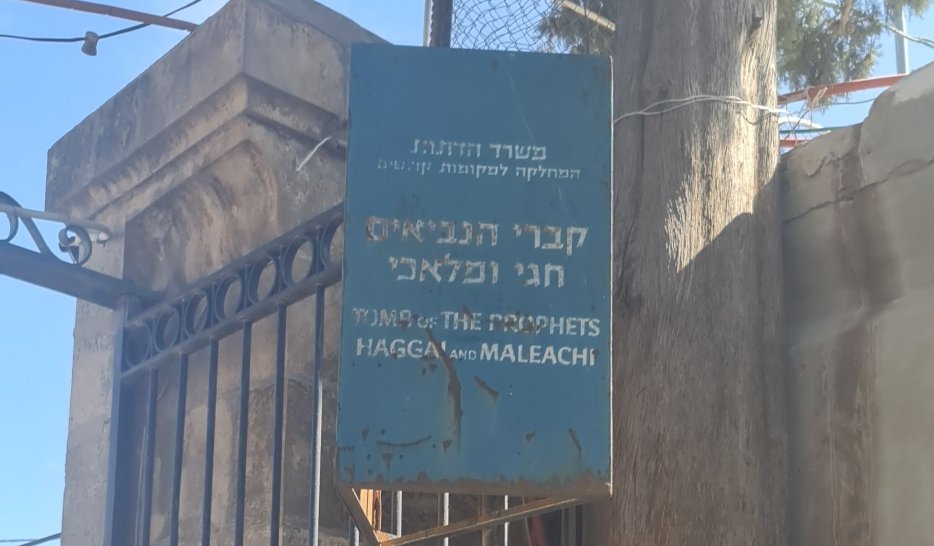 משרד הדתות
המחלקה למקומות קדושים
קברי הנביאים
חגי ומלאכי
TOMB OF THE PROPHETS
HAGGAI AND MALEACHI